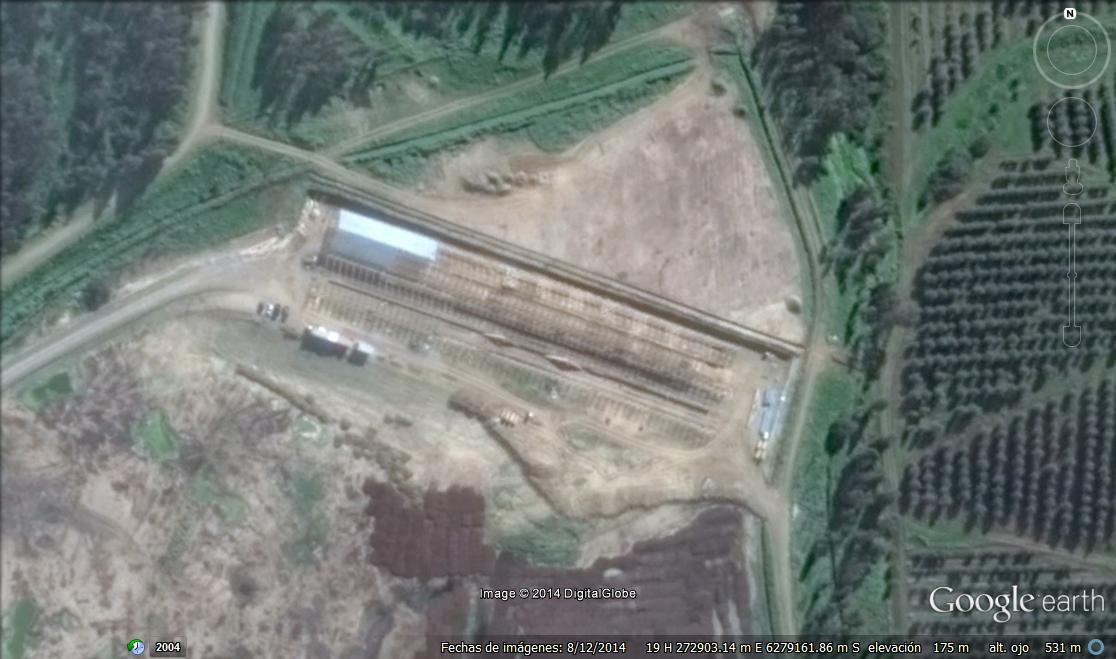 N
Image © 2014 DigitalGlobe
Google earth
2004
Fechas de imágenes: 8/12/2014 19 H 272903.14 m E 6279161.86 m S elevación 175 m alt. ojo 531 m